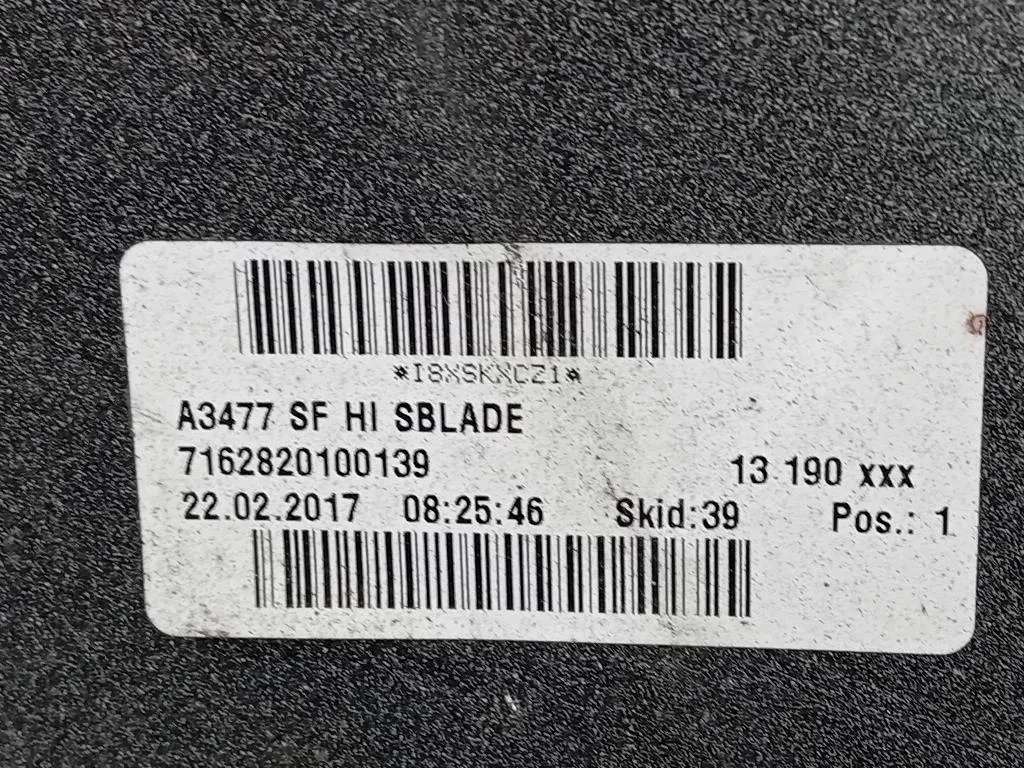 *I8XSKXCZ1*
A3477 SF HI SBLADE
7162820100139 13 190 xxx
22.02.2017 08:25:46 Skid:39 Pos.: 1